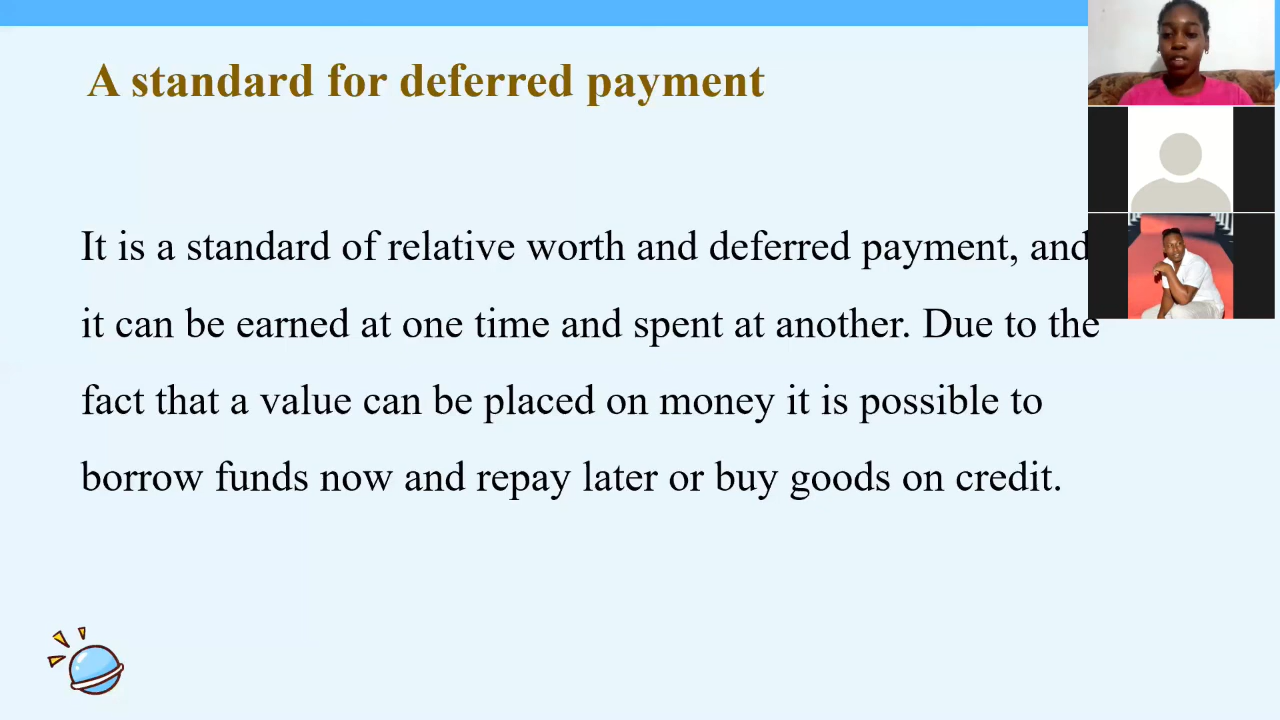 A standard for deferred payment
It is a standard of relative worth and deferred payment, and
it can be earned at one time and spent at another. Due to the
fact that a value can be placed on money it is possible to
borrow funds now and repay later or buy goods on credit.